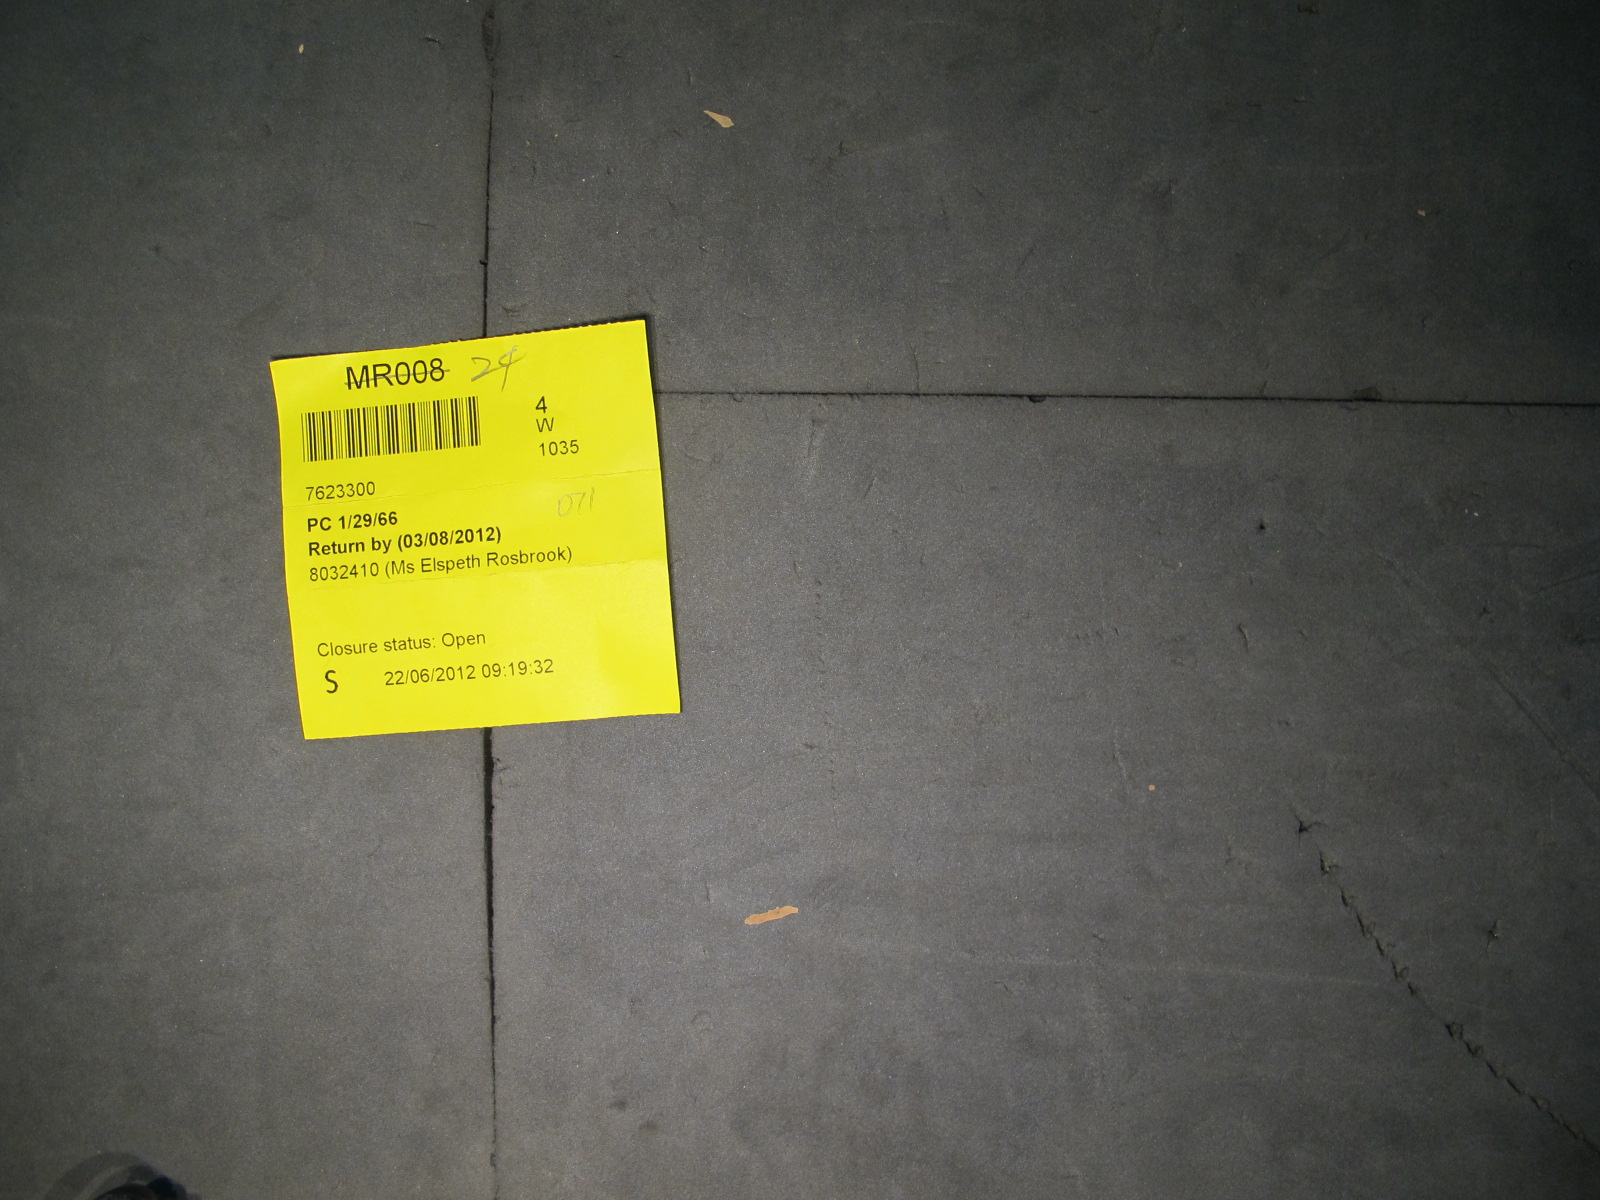 MR008 24
4
W
1035
7623300
071
PC 1/29/66
Return by (03/08/2012)
8032410 (Ms Elspeth Rosbrook)
Closure status: Open
S 22/06/2012 09:19:32